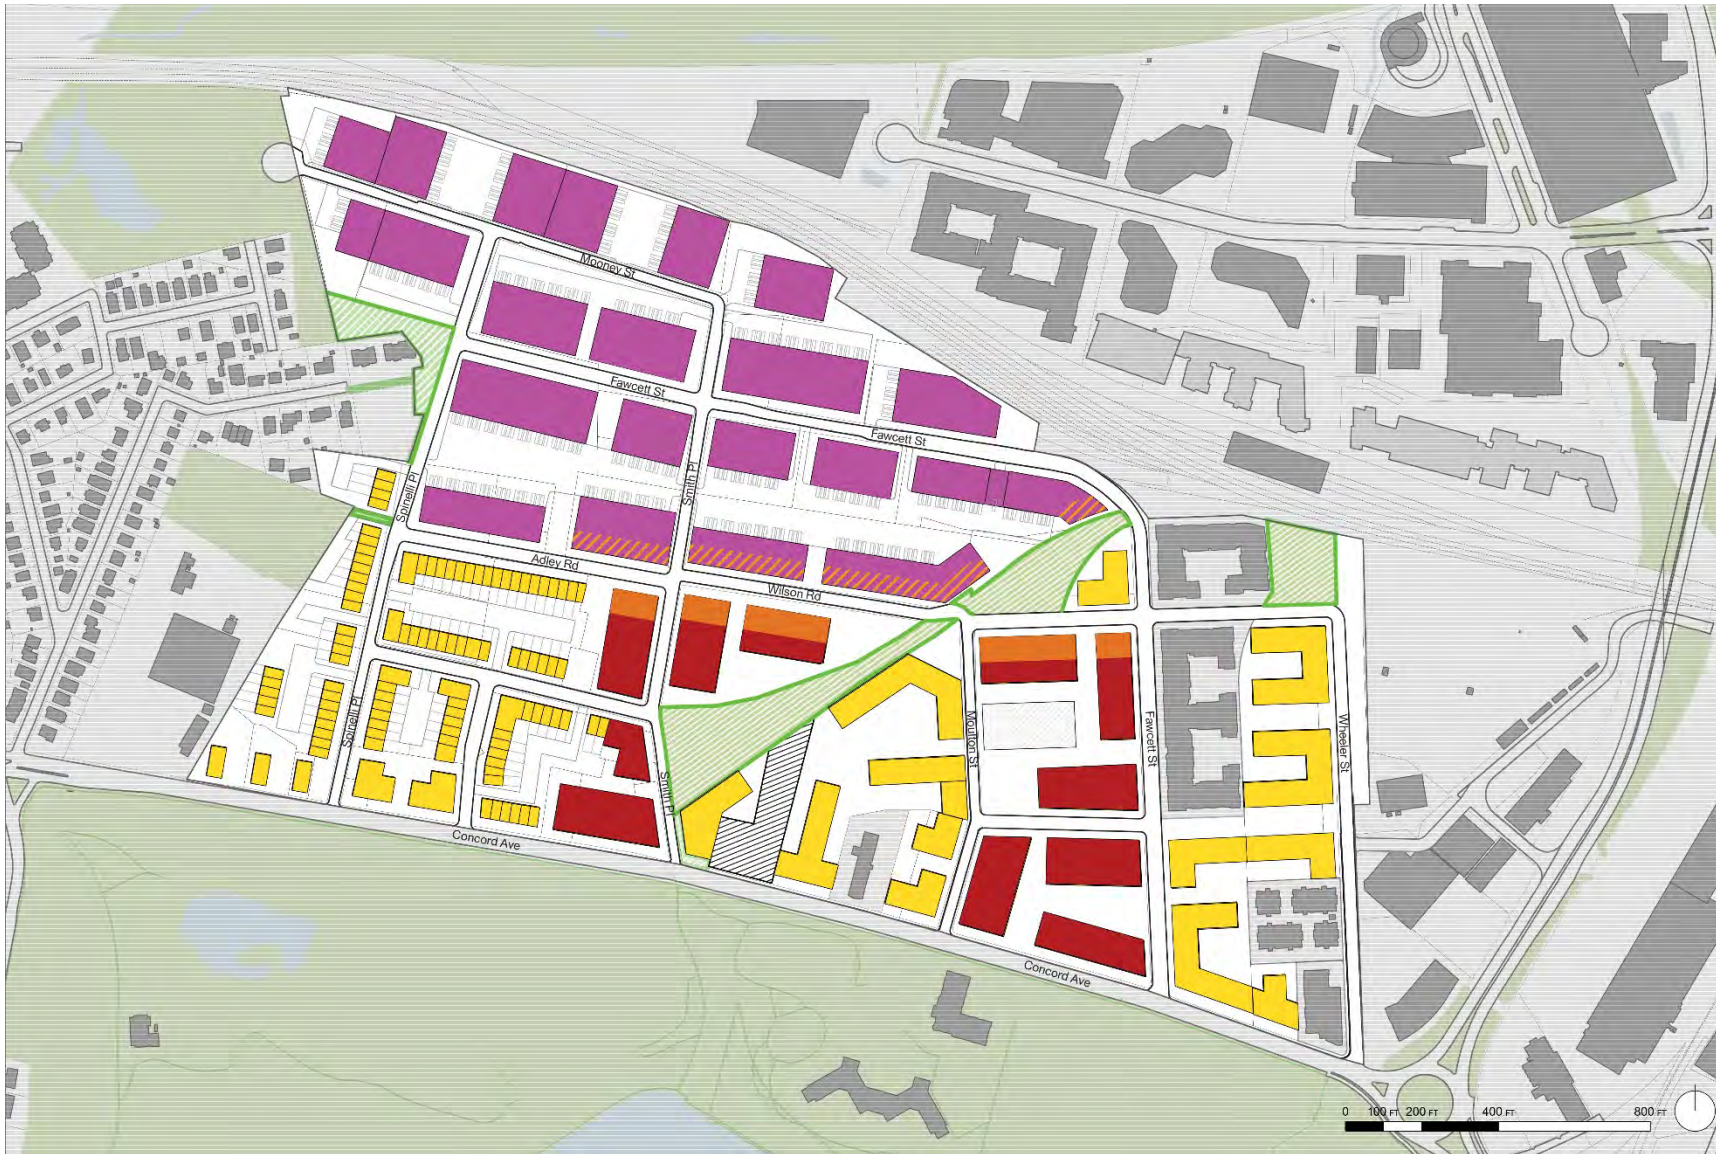 Mooney St
Fawcett St
Fawcett St
Spinelli Pl
Smith Pl
Adley Rd
Wilson Rd
Spinelli Pl
Moulton St
Fawcett St
Wheeler St
Smith Pl
Concord Ave
Concord Ave
0 100 FT 200 FT 400 FT 800 FT